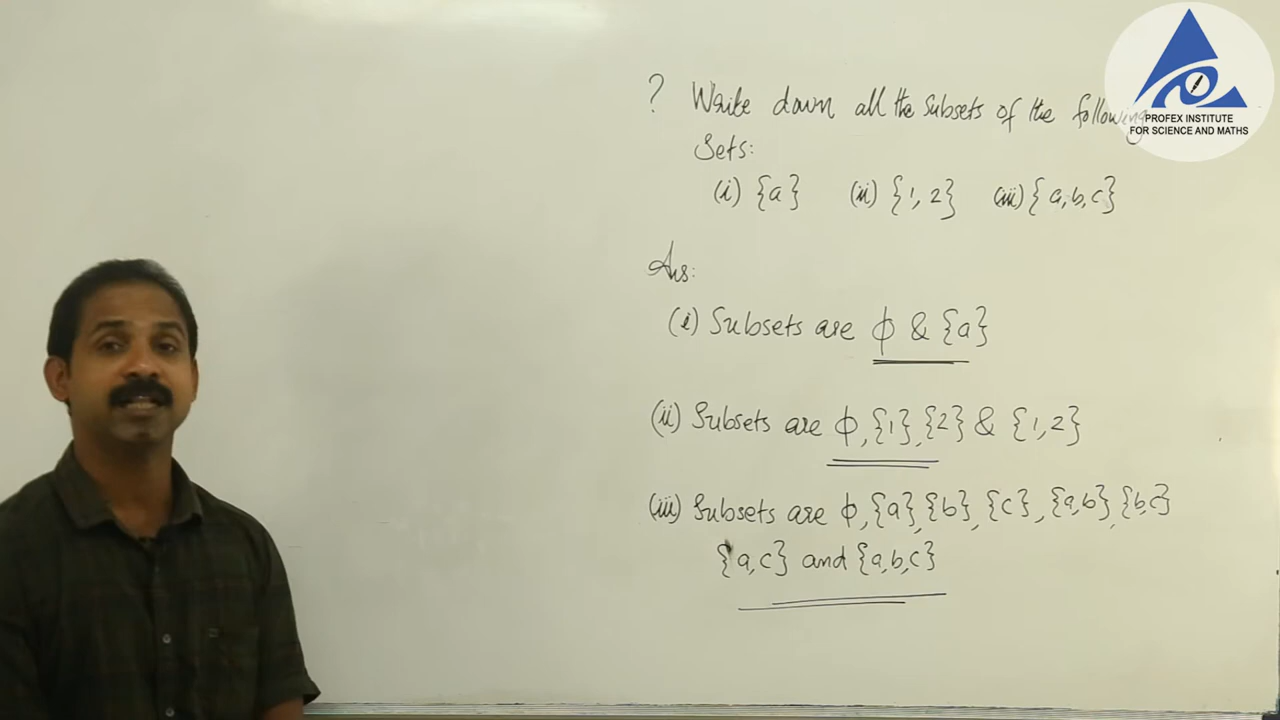 ? Write down all the subsets of the following
Sets:
(i) {a} (ii) {1, 2} (iii) {a,b,c}
Ans:
(i) Subsets are ϕ & {a}
(ii) Subsets are ϕ, {1}, {2} & {1,2}
(iii) Subsets are ϕ, {a}, {b}, {c}, {a,b}, {b,c}
{a,c} and {a,b,c}
PROFEX INSTITUTE
FOR SCIENCE AND MATHS